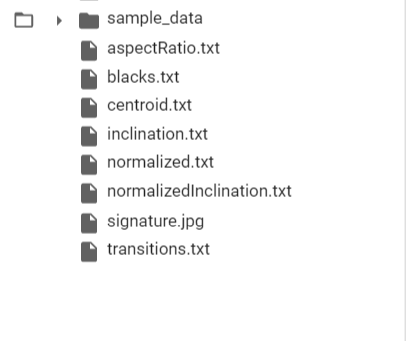 sample_data
aspectRatio.txt
blacks.txt
centroid.txt
inclination.txt
normalized.txt
normalizedInclination.txt
signature.jpg
transitions.txt